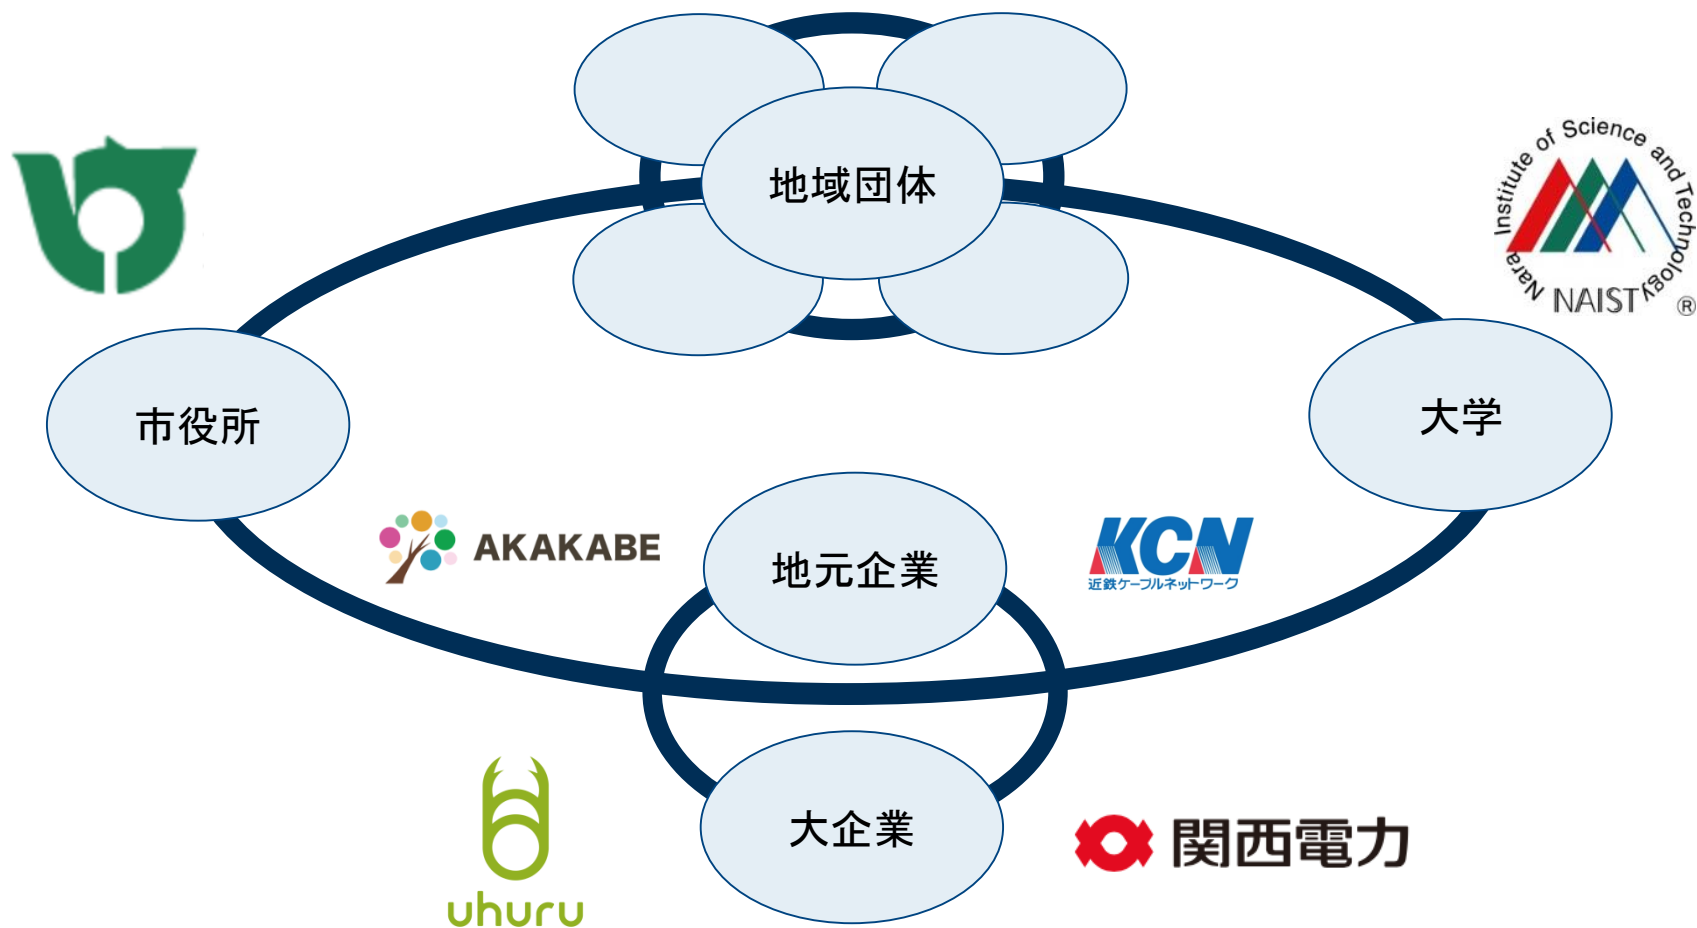 地域団体
Nara Institute of Science and Technology
NAIST
®
市役所
大学
AKAKABE
地元企業
KCN
近鉄ケーブルネットワーク
大企業
関西電力
uhuru